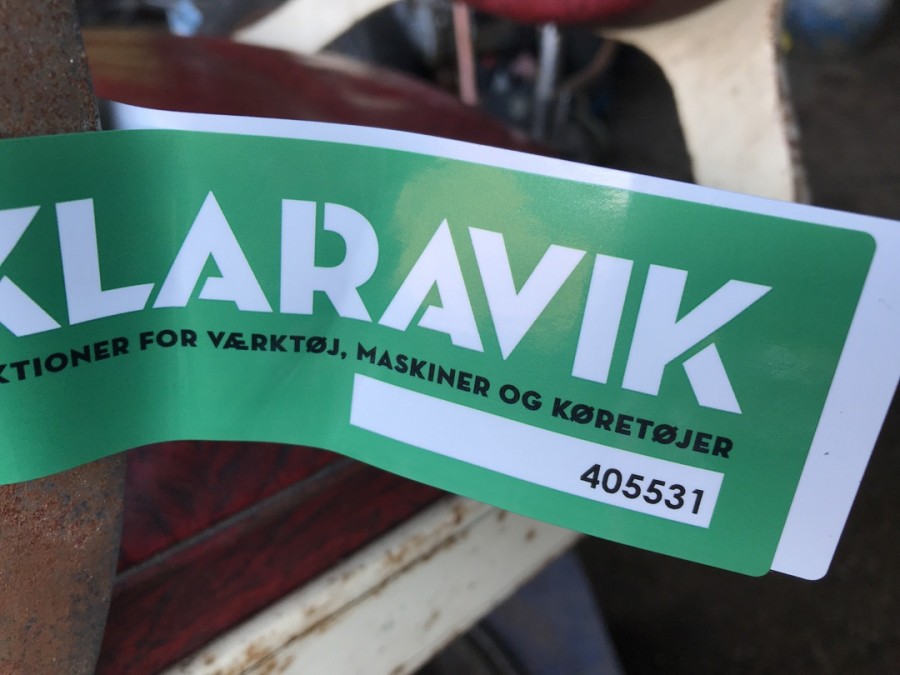 KLARAVIK
KTIONER FOR VÆRKTØJ, MASKINER OG KØRETØJER
405531